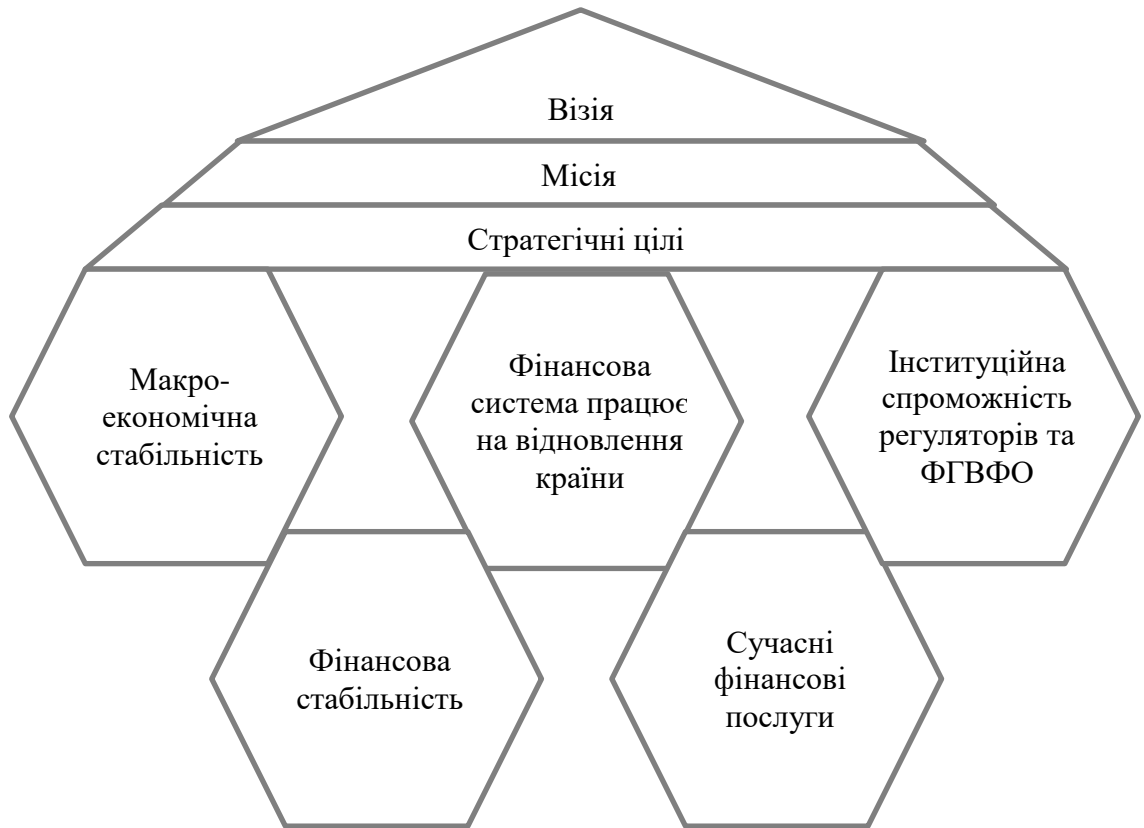 Візія
Місія
Стратегічні цілі
Макро-
економічна
стабільність
Фінансова
система працює
на відновлення
країни
Інституційна
спроможність
регуляторів та
ФГВФО
Фінансова
стабільність
Сучасні
фінансові
послуги